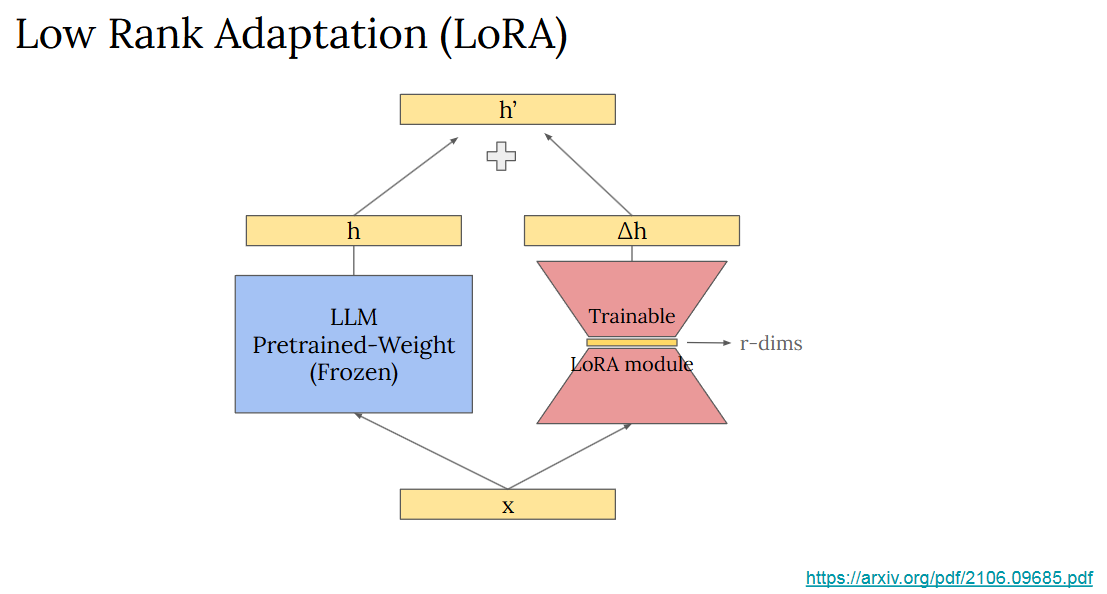 Low Rank Adaptation (LoRA)
h’
h
Δh
LLM
Pretrained-Weight
(Frozen)
Trainable
r-dims
LoRA module
x
https://arxiv.org/pdf/2106.09685.pdf